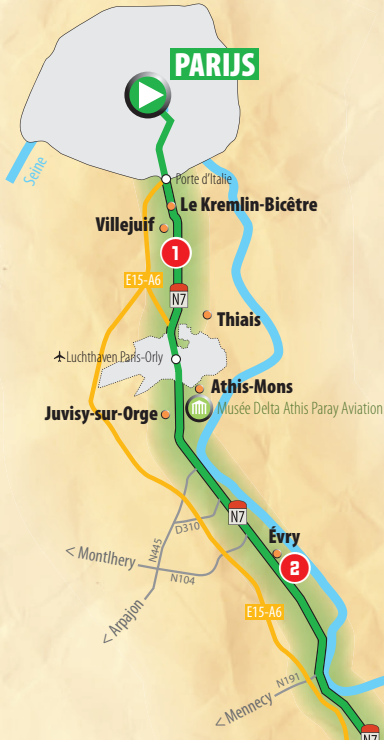 PARIJS
Seine
Porte d'Italie
Le Kremlin-Bicêtre
Villejuif
1
E15-A6
N7
Thiais
Luchthaven Paris-Orly
Athis-Mons
Juvisy-sur-Orge
Musée Delta Athis Paray Aviation
N7
D310
Évry
N445
< Montlhery
2
N104
< Arpajon
E15-A6
N191
< Mennecy
N7